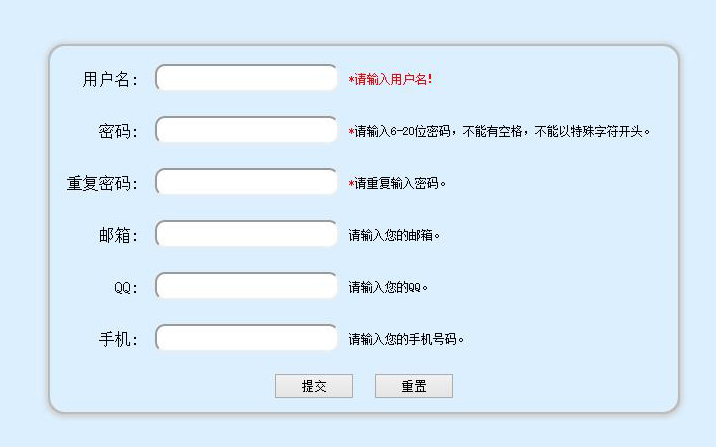 用户名： *请输入用户名！
密码： *请输入6-20位密码，不能有空格，不能以特殊字符开头。
重复密码： *请重复输入密码。
邮箱： 请输入您的邮箱。
QQ： 请输入您的QQ。
手机： 请输入您的手机号码。
提交 重置